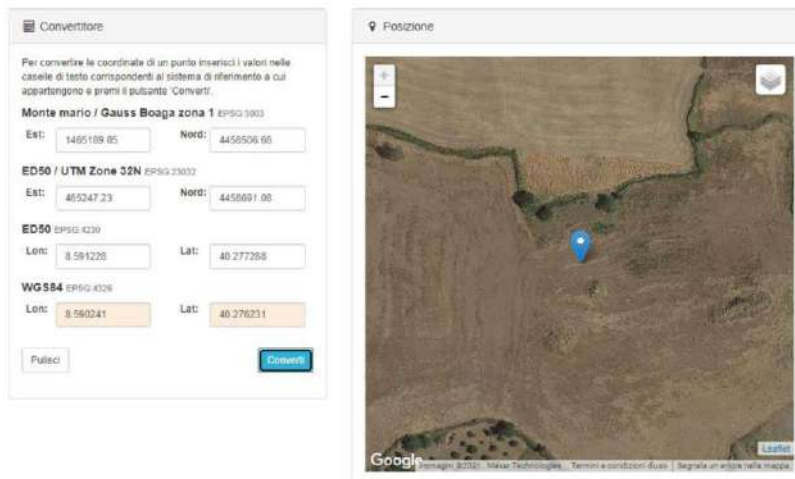 Convertitore
Per convertire le coordinate di un punto inserisci i valori nelle
caselle di testo corrispondenti al sistema di riferimento a cui
appartengono e premi il pulsante 'Converti'.
Monte mario / Gauss Boaga zona 1 EPSG:3003
Est: 1465189.85 Nord: 4458506.66
ED50 / UTM Zone 32N EPSG:23032
Est: 465247.23 Nord: 4458691.08
ED50 EPSG:4230
Lon: 8.591228 Lat: 40.277288
WGS84 EPSG:4326
Lon: 8.590241 Lat: 40.276231
Pulisci Converti
Posizione
+
-
Leaflet
Google Immagini ©2021 , Maxar Technologies Termini e condizioni d'uso Segnala un errore nella mappa